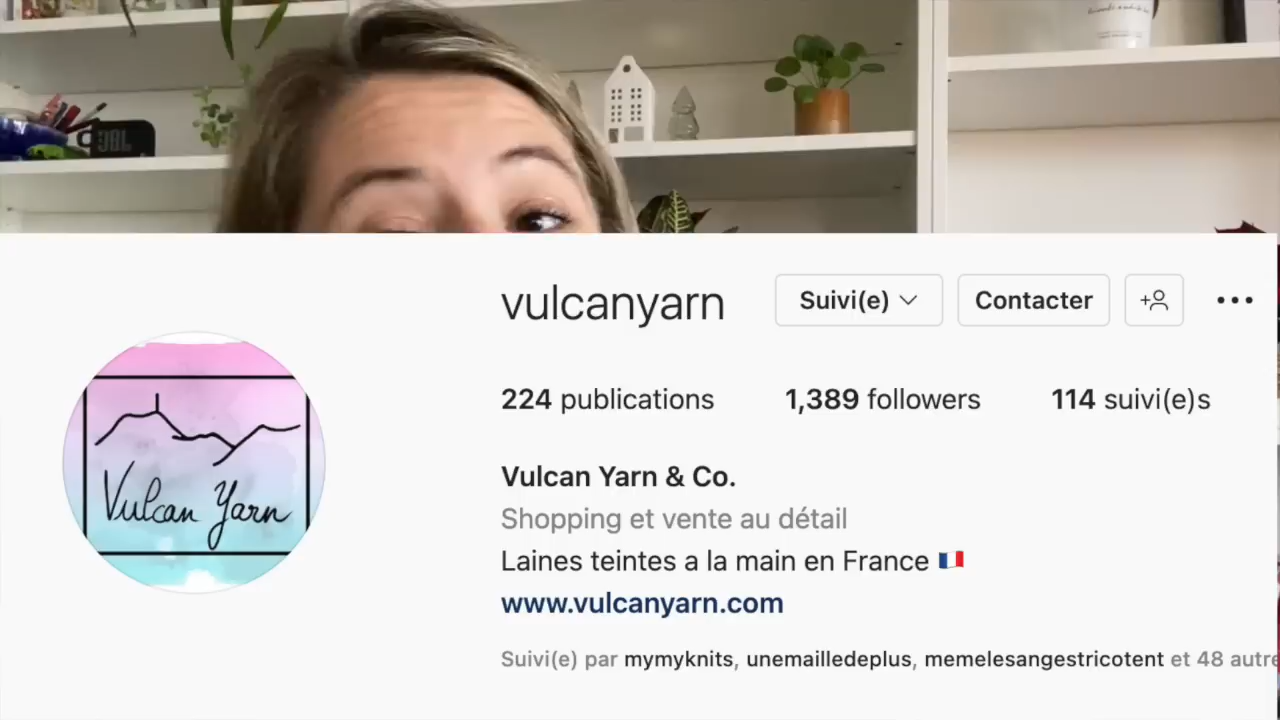 JBL
vulcanyarn
Suivi(e)
Contacter
224 publications
1,389 followers
114 suivi(e)s
Vulcan Yarn
Vulcan Yarn & Co.
Shopping et vente au détail
Laines teintes a la main en France
www.vulcanyarn.com
Suivi(e) par mymyknits, unemailledeplus, memelesangestricotent et 48 autre